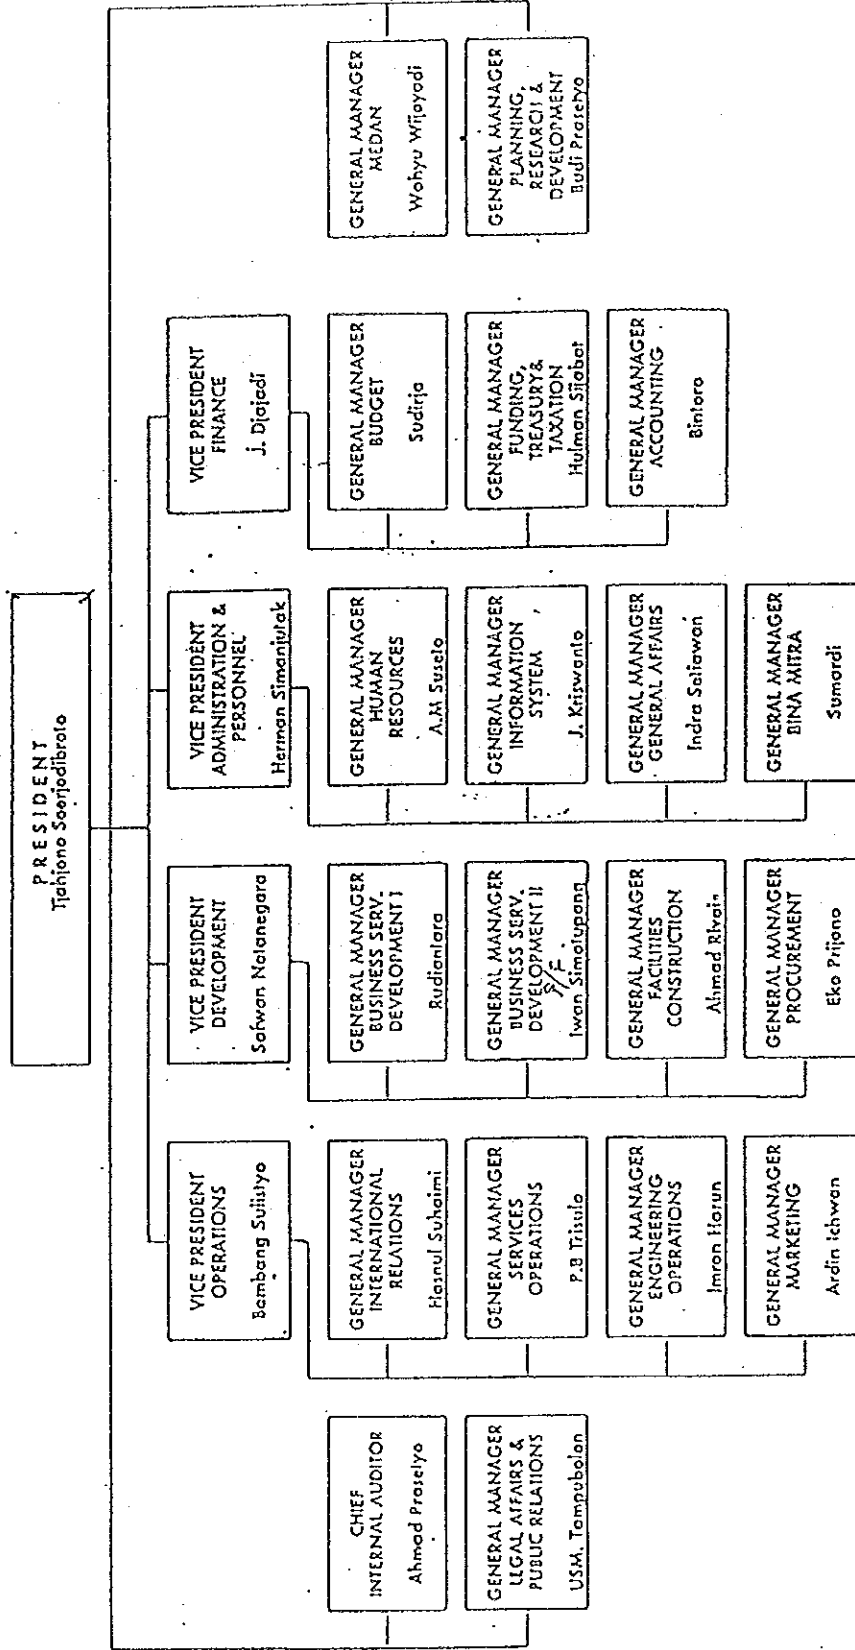 PRESIDENT
Tjahjono Soerjodibroto
VICE PRESIDENT
OPERATIONS
Bambang Sulistyo
VICE PRESIDENT
DEVELOPMENT
Safwan Natanegara
VICE PRESIDENT
ADMINISTRATION &
PERSONNEL
Herman Simanjutak
VICE PRESIDENT
FINANCE
J. Djajadi
CHIEF
INTERNAL AUDITOR
Ahmad Prasetyo
GENERAL MANAGER
LEGAL AFFAIRS &
PUBLIC RELATIONS
USM. Tampubolon
GENERAL MANAGER
INTERNATIONAL
RELATIONS
Hasnul Suhaimi
GENERAL MANAGER
SERVICES
OPERATIONS
P.B Trisulo
GENERAL MANAGER
ENGINEERING
OPERATIONS
Imron Harun
GENERAL MANAGER
MARKETING
Ardin Ichwan
GENERAL MANAGER
BUSINESS SERV.
DEVELOPMENT I
Rudiantara
GENERAL MANAGER
BUSINESS SERV.
DEVELOPMENT II
Iwan Simatupang
GENERAL MANAGER
FACILITIES
CONSTRUCTION
Ahmad Rivai
GENERAL MANAGER
PROCUREMENT
Eko Prijono
GENERAL MANAGER
HUMAN
RESOURCES
A.M Suselo
GENERAL MANAGER
INFORMATION
SYSTEM
J. Kriswanto
GENERAL MANAGER
GENERAL AFFAIRS
Indra Setiawan
GENERAL MANAGER
BINA MITRA
Sumardi
GENERAL MANAGER
BUDGET
Sudirja
GENERAL MANAGER
FUNDING,
TREASURY&
TAXATION
Hulman Sijabat
GENERAL MANAGER
ACCOUNTING
Bintoro
GENERAL MANAGER
MEDAN
Wahyu Wijayadi
GENERAL MANAGER
PLANNING,
RESEARCH &
DEVELOPMENT
Budi Prasetyo